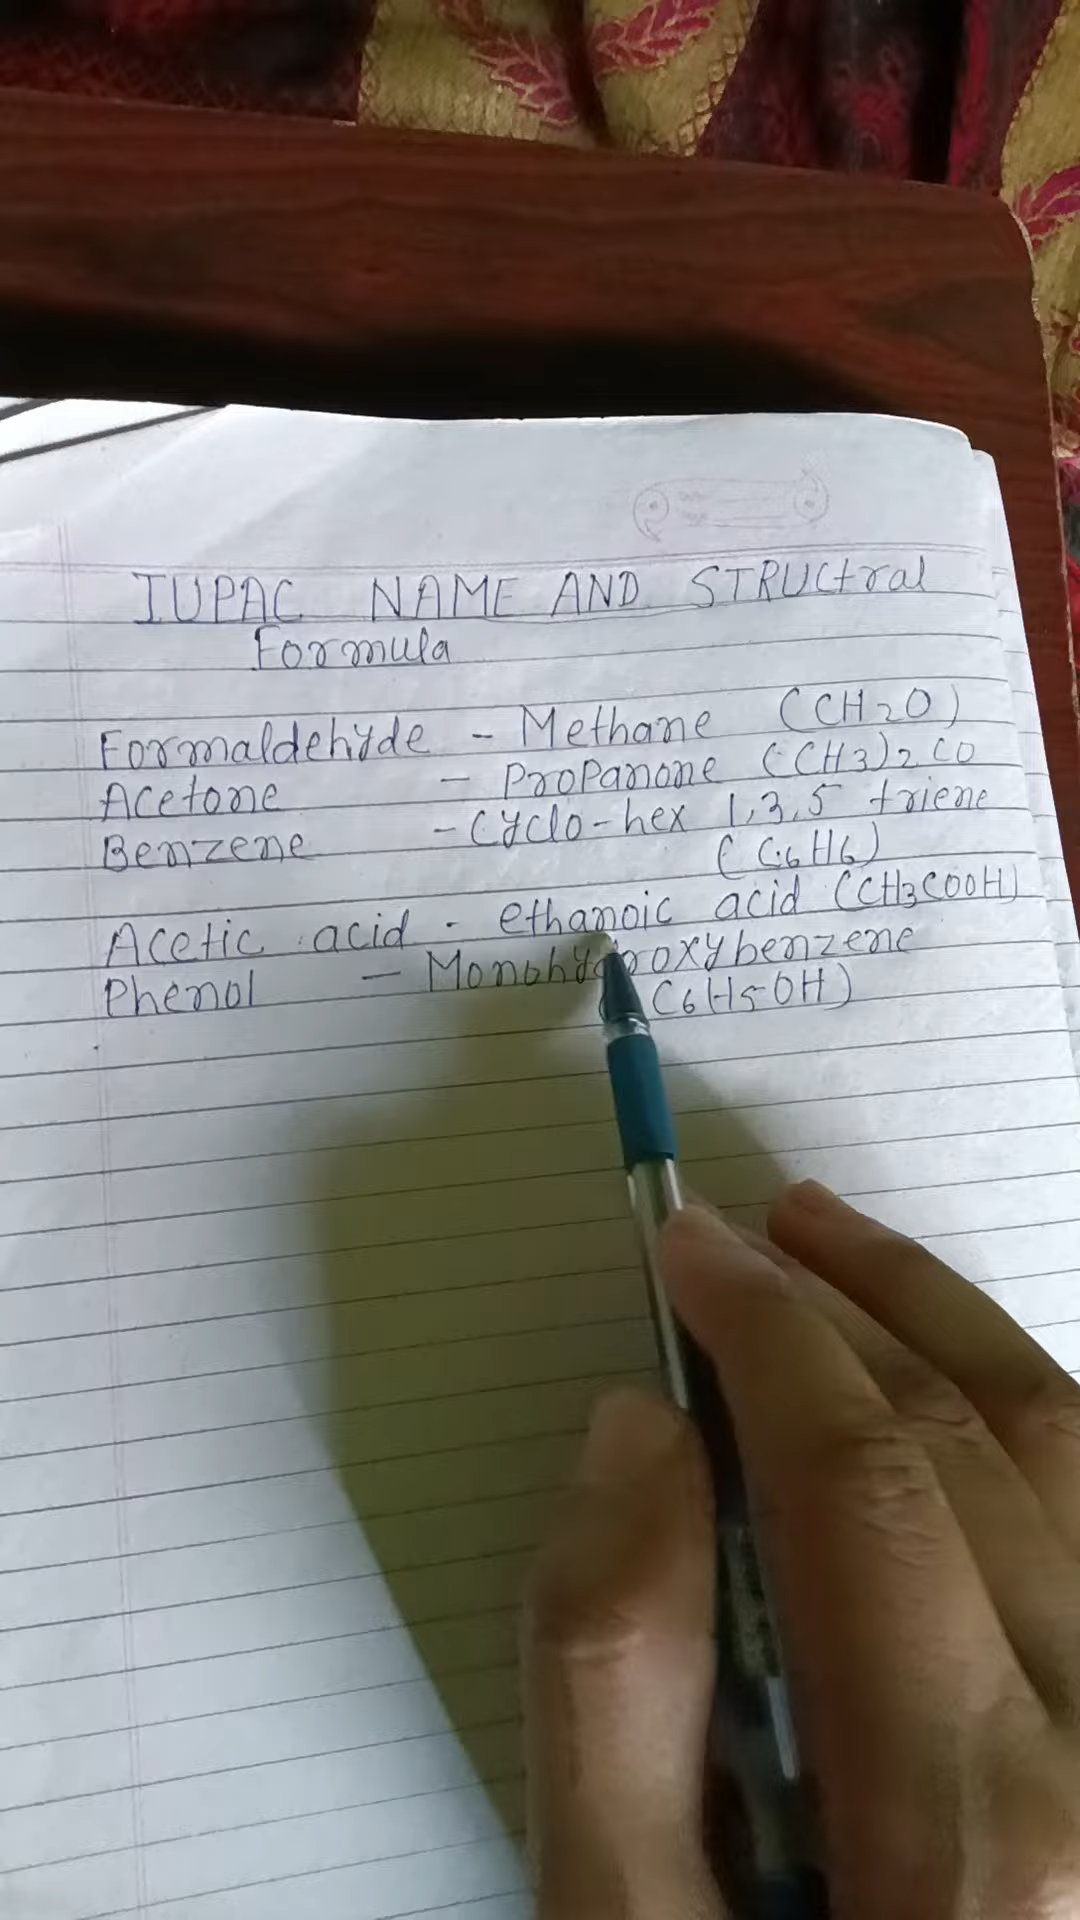 IUPAC NAME AND STRUCtral
Formula
Formaldehyde - Methane (CH2O)
Acetone - Propanone (CH3)2 CO
Benzene - Cyclo-hex 1,3,5 triene
(C6H6)
Acetic acid - ethanoic acid (CH3COOH)
Phenol - Monohydroxybenzene
(C6H5OH)